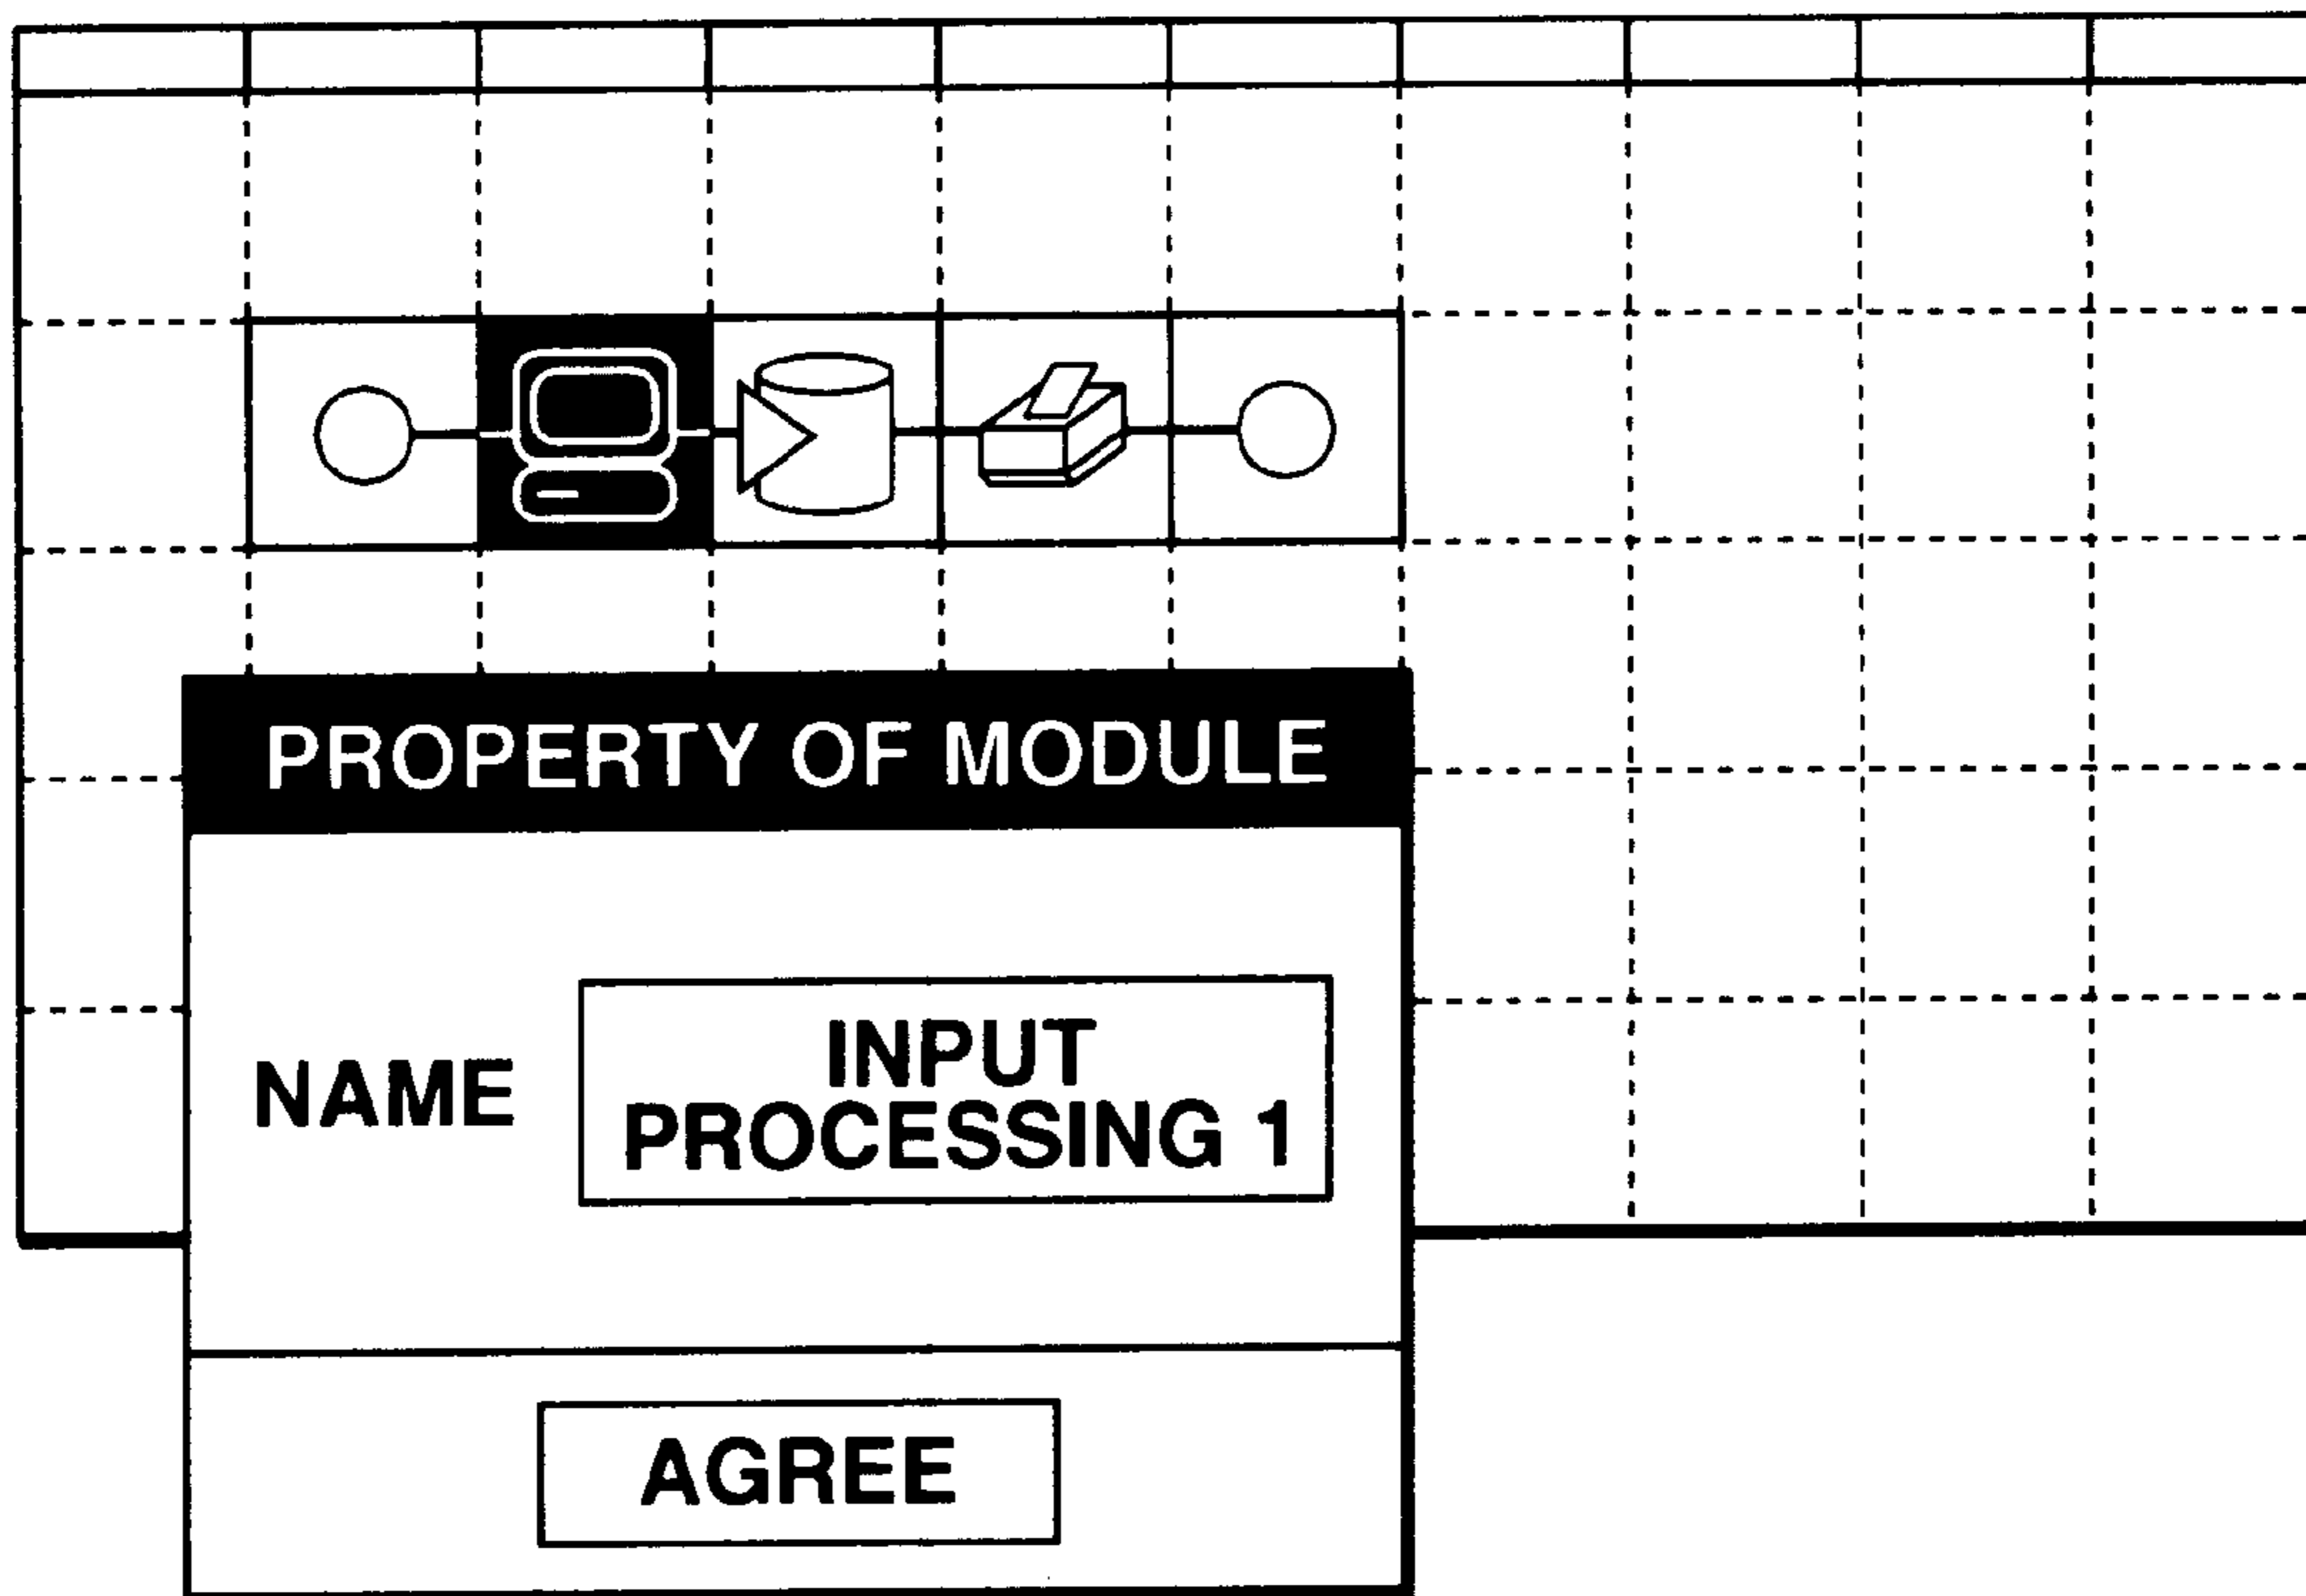 PROPERTY OF MODULE
NAME
INPUT
PROCESSING 1
AGREE